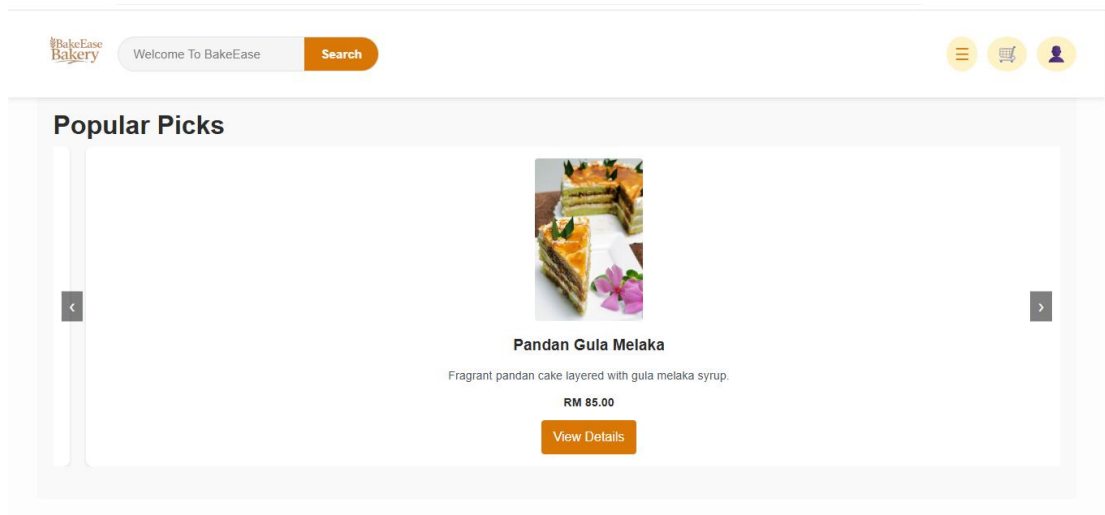 BakeEase
Bakery
Welcome To BakeEase
Search
Popular Picks
Pandan Gula Melaka
Fragrant pandan cake layered with gula melaka syrup.
RM 85.00
View Details